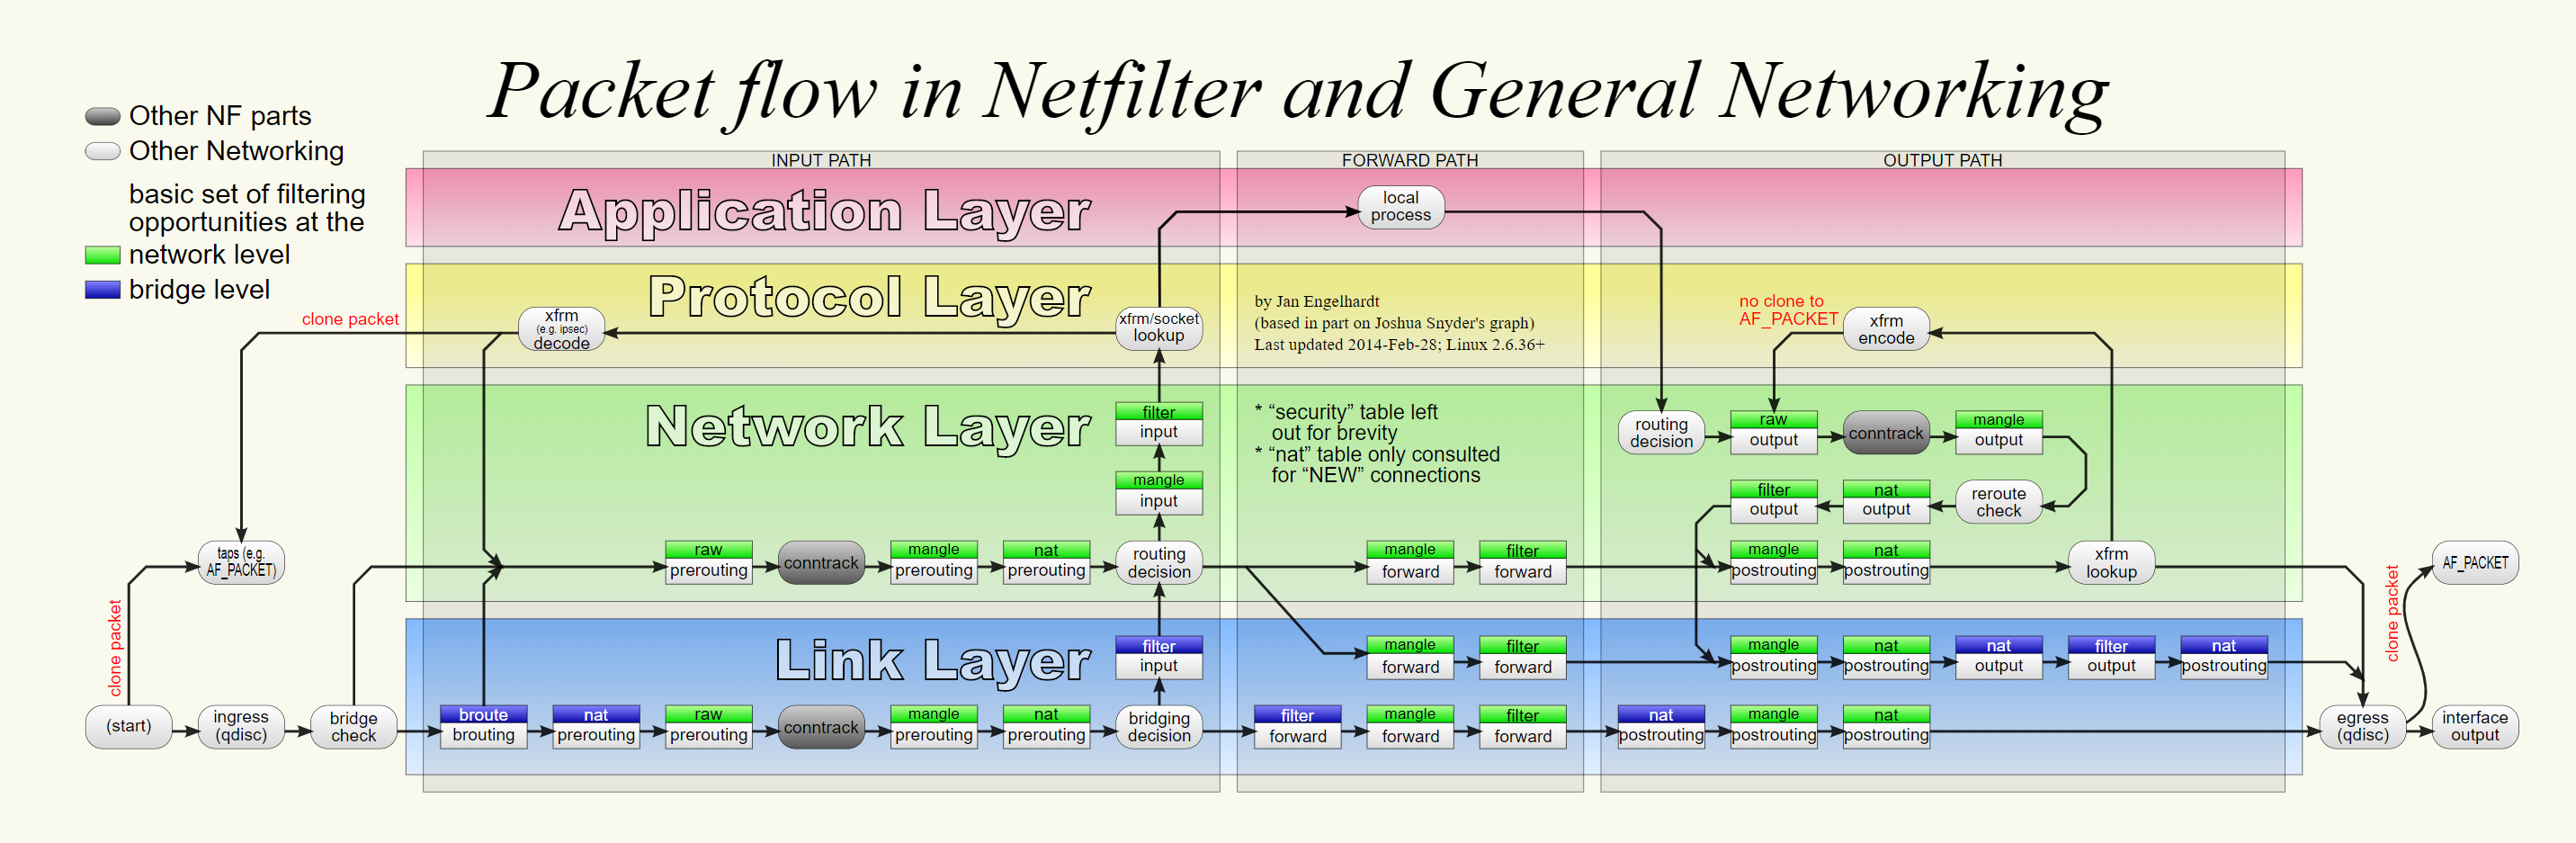 Packet flow in Netfilter and General Networking
Other NF parts
Other Networking
basic set of filtering
opportunities at the
network level
bridge level
INPUT PATH
FORWARD PATH
OUTPUT PATH
Application Layer
local
process
Protocol Layer
clone packet
xfrm
(e.g. ipsec)
decode
xfrm/socket
lookup
by Jan Engelhardt
(based in part on Joshua Snyder's graph)
Last updated 2014-Feb-28; Linux 2.6.36+
no clone to
AF_PACKET
xfrm
encode
Network Layer
filter
input
mangle
input
* “security” table left
out for brevity
* “nat” table only consulted
for “NEW” connections
routing
decision
raw
output
conntrack
mangle
output
filter
output
nat
output
reroute
check
taps (e.g.
AF_PACKET)
raw
prerouting
conntrack
mangle
prerouting
nat
prerouting
routing
decision
mangle
forward
filter
forward
mangle
postrouting
nat
postrouting
xfrm
lookup
clone packet
AF_PACKET
clone packet
Link Layer
filter
input
mangle
forward
filter
forward
mangle
postrouting
nat
postrouting
nat
output
filter
output
nat
postrouting
(start)
ingress
(qdisc)
bridge
check
broute
brouting
nat
prerouting
raw
prerouting
conntrack
mangle
prerouting
nat
prerouting
bridging
decision
filter
forward
mangle
forward
filter
forward
nat
postrouting
mangle
postrouting
nat
postrouting
egress
(qdisc)
interface
output